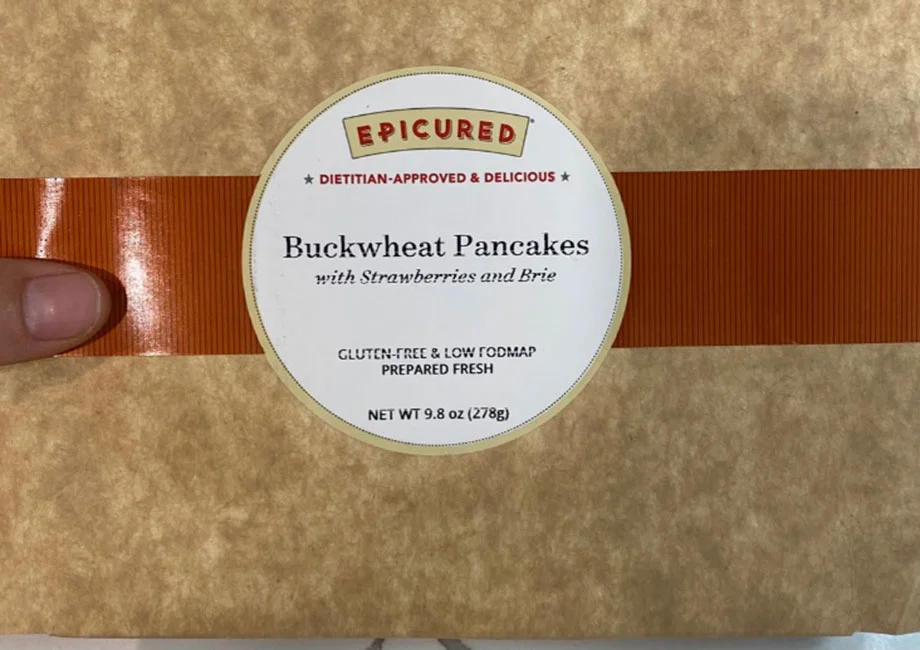 EPICURED
★ DIETITIAN-APPROVED & DELICIOUS ★
Buckwheat Pancakes
with Strawberries and Brie
GLUTEN-FREE & LOW FODMAP
PREPARED FRESH
NET WT 9.8 oz (278g)